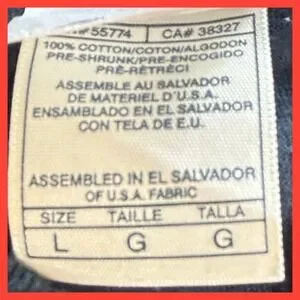 # 55774 CA# 38327
100% COTTON/COTON/ALGODON
PRE-SHRUNK/PRE-ENCOGIDO
PRÉ-RÉTRÉCI
ASSEMBLE AU SALVADOR
DE MATERIEL D'U.S.A.
ENSAMBLADO EN EL SALVADOR
CON TELA DE E.U.
ASSEMBLED IN EL SALVADOR
OF U.S.A. FABRIC
SIZE TAILLE TALLA
L G G